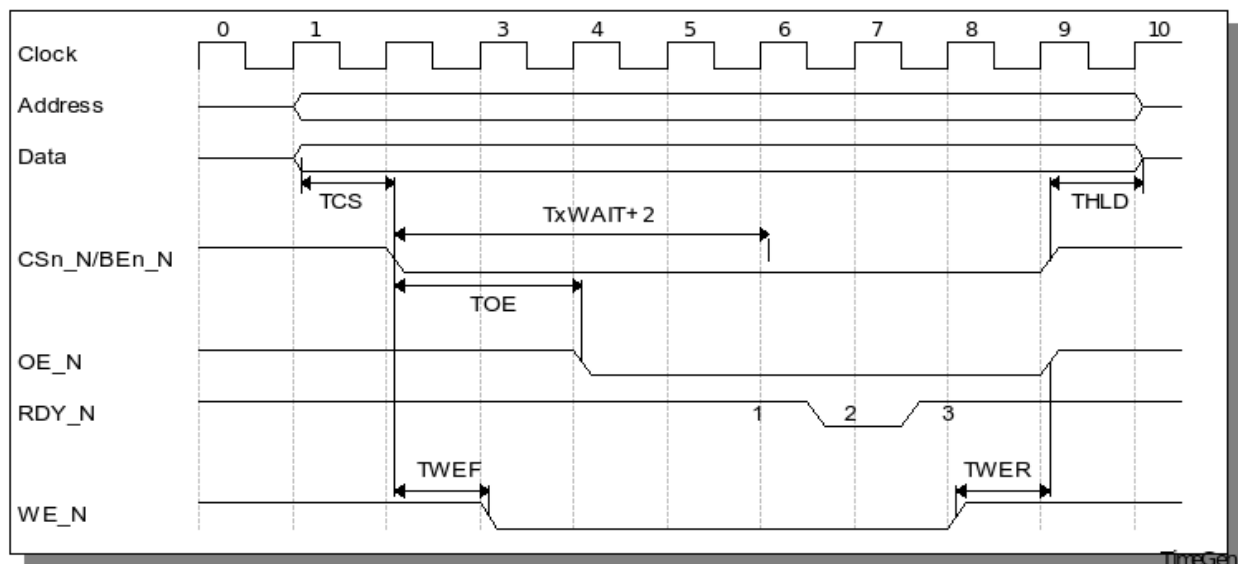 0 1 3 4 5 6 7 8 9 10
Clock
Address
Data
TCS THLD
TxWAIT+2
CSn_N/BEn_N
TOE
OE_N
RDY_N 1 2 3
TWEF TWER
WE_N
TimeGen